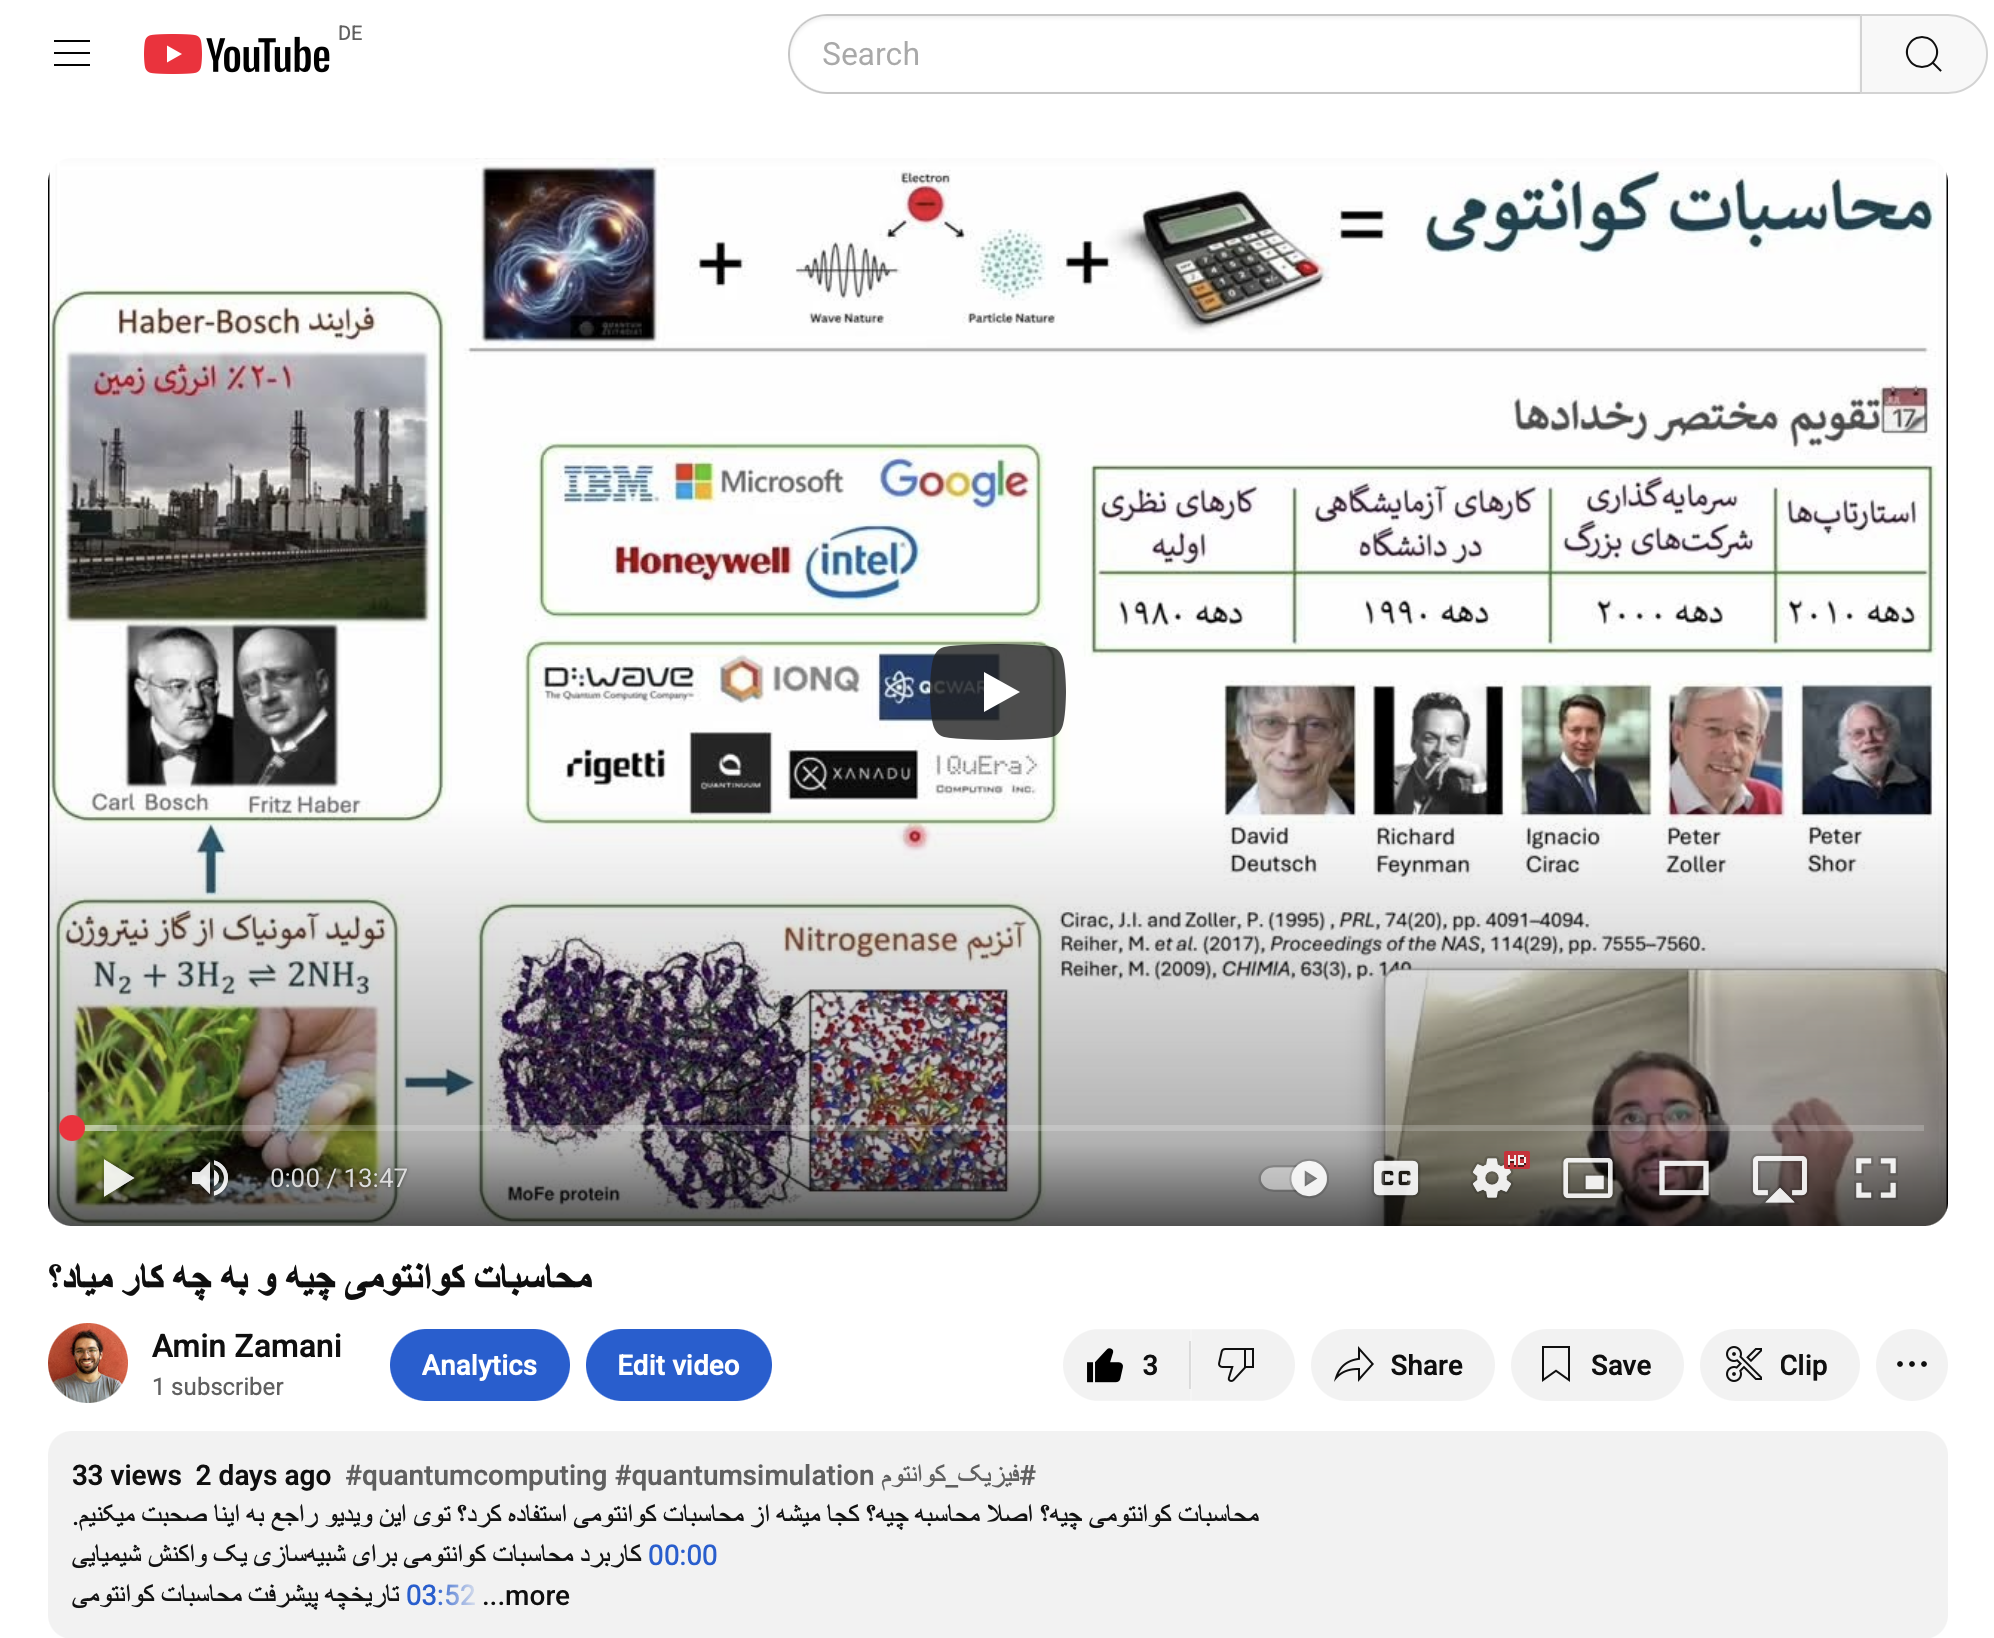 YouTube DE
Search
محاسبات کوانتومی
=
+
+
Electron
Wave Nature
Particle Nature
QUANTUM
ZEITGEIST
فرایند Haber-Bosch
۱-۲٪ انرژی زمین
Carl Bosch
Fritz Haber
IBM Microsoft Google
Honeywell intel
D:wave IONQ QCWAR
The Quantum Computing Company
rigetti QUANTINUUM XANADU |QuEra>
COMPUTING INC.
JUL
17
تقویم مختصر رخدادها
کارهای نظری اولیه
کارهای آزمایشگاهی در دانشگاه
سرمایه‌گذاری شرکت‌های بزرگ
استارتاپ‌ها
دهه ۱۹۸۰
دهه ۱۹۹۰
دهه ۲۰۰۰
دهه ۲۰۱۰
David Deutsch
Richard Feynman
Ignacio Cirac
Peter Zoller
Peter Shor
تولید آمونیاک از گاز نیتروژن
N₂ + 3H₂ ⇌ 2NH₃
آنزیم Nitrogenase
MoFe protein
Cirac, J.I. and Zoller, P. (1995) , PRL, 74(20), pp. 4091–4094.
Reiher, M. et al. (2017), Proceedings of the NAS, 114(29), pp. 7555–7560.
Reiher, M. (2009), CHIMIA, 63(3), p.
0:00 / 13:47
CC
HD
محاسبات کوانتومی چیه و به چه کار میاد؟
Amin Zamani
1 subscriber
Analytics
Edit video
3
Share
Save
Clip
33 views 2 days ago #quantumcomputing #quantumsimulation #فیزیک_کوانتوم
محاسبات کوانتومی چیه؟ اصلا محاسبه چیه؟ کجا میشه از محاسبات کوانتومی استفاده کرد؟ توی این ویدیو راجع به اینا صحبت میکنیم.
00:00 کاربرد محاسبات کوانتومی برای شبیه‌سازی یک واکنش شیمیایی
03:52 تاریخچه پیشرفت محاسبات کوانتومی
...more